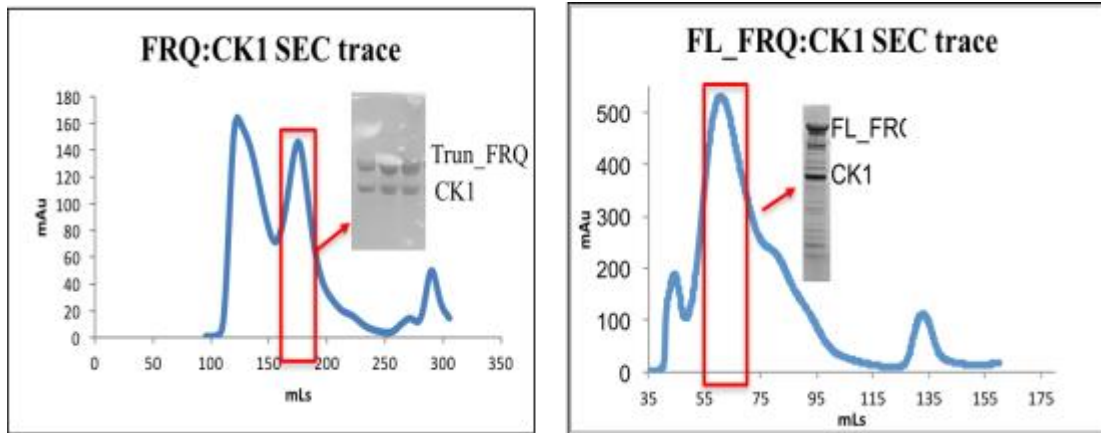 FRQ:CK1 SEC trace
180
160
140
120
100
80
60
40
20
0
mAu
0 50 100 150 200 250 300 350
mLs
Trun_FRQ
CK1
FL_FRQ:CK1 SEC trace
500
400
300
200
100
0
mAu
35 55 75 95 115 135 155 175
mLs
FL_FR(
CK1